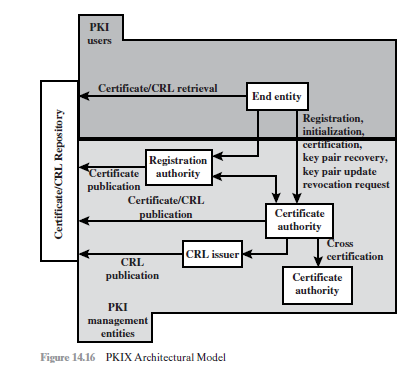 PKI
users
Certificate/CRL retrieval
End entity
Certificate/CRL Repository
Registration,
initialization,
certification,
key pair recovery,
key pair update
revocation request
Registration
authority
Certificate
publication
Certificate/CRL
publication
Certificate
authority
CRL issuer
Cross
certification
CRL
publication
Certificate
authority
PKI
management
entities
Figure 14.16 PKIX Architectural Model